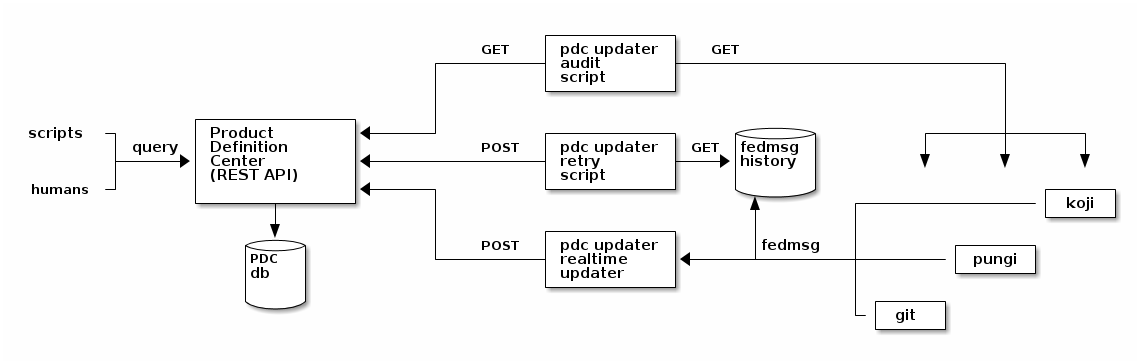 GET
pdc updater
audit
script
GET
scripts
humans
query
Product
Definition
Center
(REST API)
POST
pdc updater
retry
script
GET
fedmsg
history
koji
PDC
db
POST
pdc updater
realtime
updater
fedmsg
pungi
git